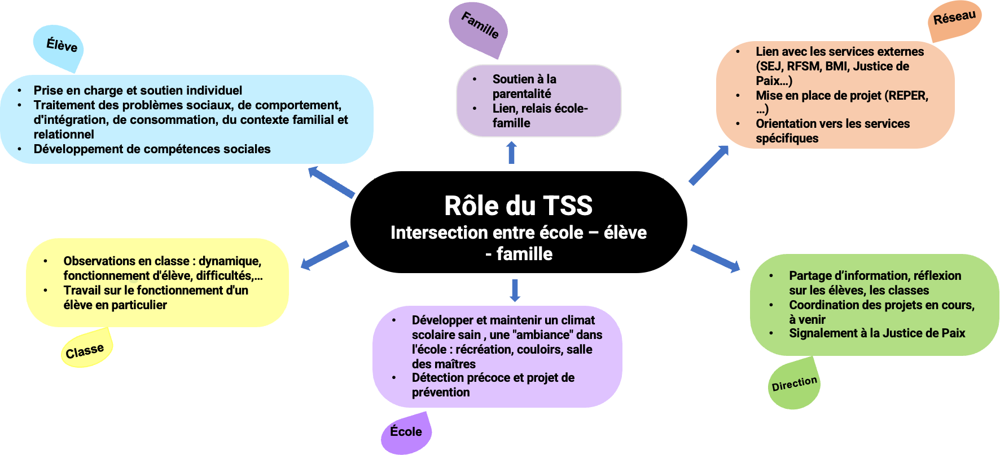 Élève
• Prise en charge et soutien individuel
• Traitement des problèmes sociaux, de comportement,
d'intégration, de consommation, du contexte familial et
relationnel
• Développement de compétences sociales
Famille
• Soutien à la
parentalité
• Lien, relais école-
famille
Réseau
• Lien avec les services externes
(SEJ, RFSM, BMI, Justice de
Paix...)
• Mise en place de projet (REPER,
...)
• Orientation vers les services
spécifiques
Rôle du TSS
Intersection entre école – élève
- famille
• Observations en classe : dynamique,
fonctionnement d'élève, difficultés,...
• Travail sur le fonctionnement d'un
élève en particulier
Classe
• Développer et maintenir un climat
scolaire sain , une "ambiance" dans
l'école : récréation, couloirs, salle
des maîtres
• Détection précoce et projet de
prévention
École
• Partage d’information, réflexion
sur les élèves, les classes
• Coordination des projets en cours,
à venir
• Signalement à la Justice de Paix
Direction